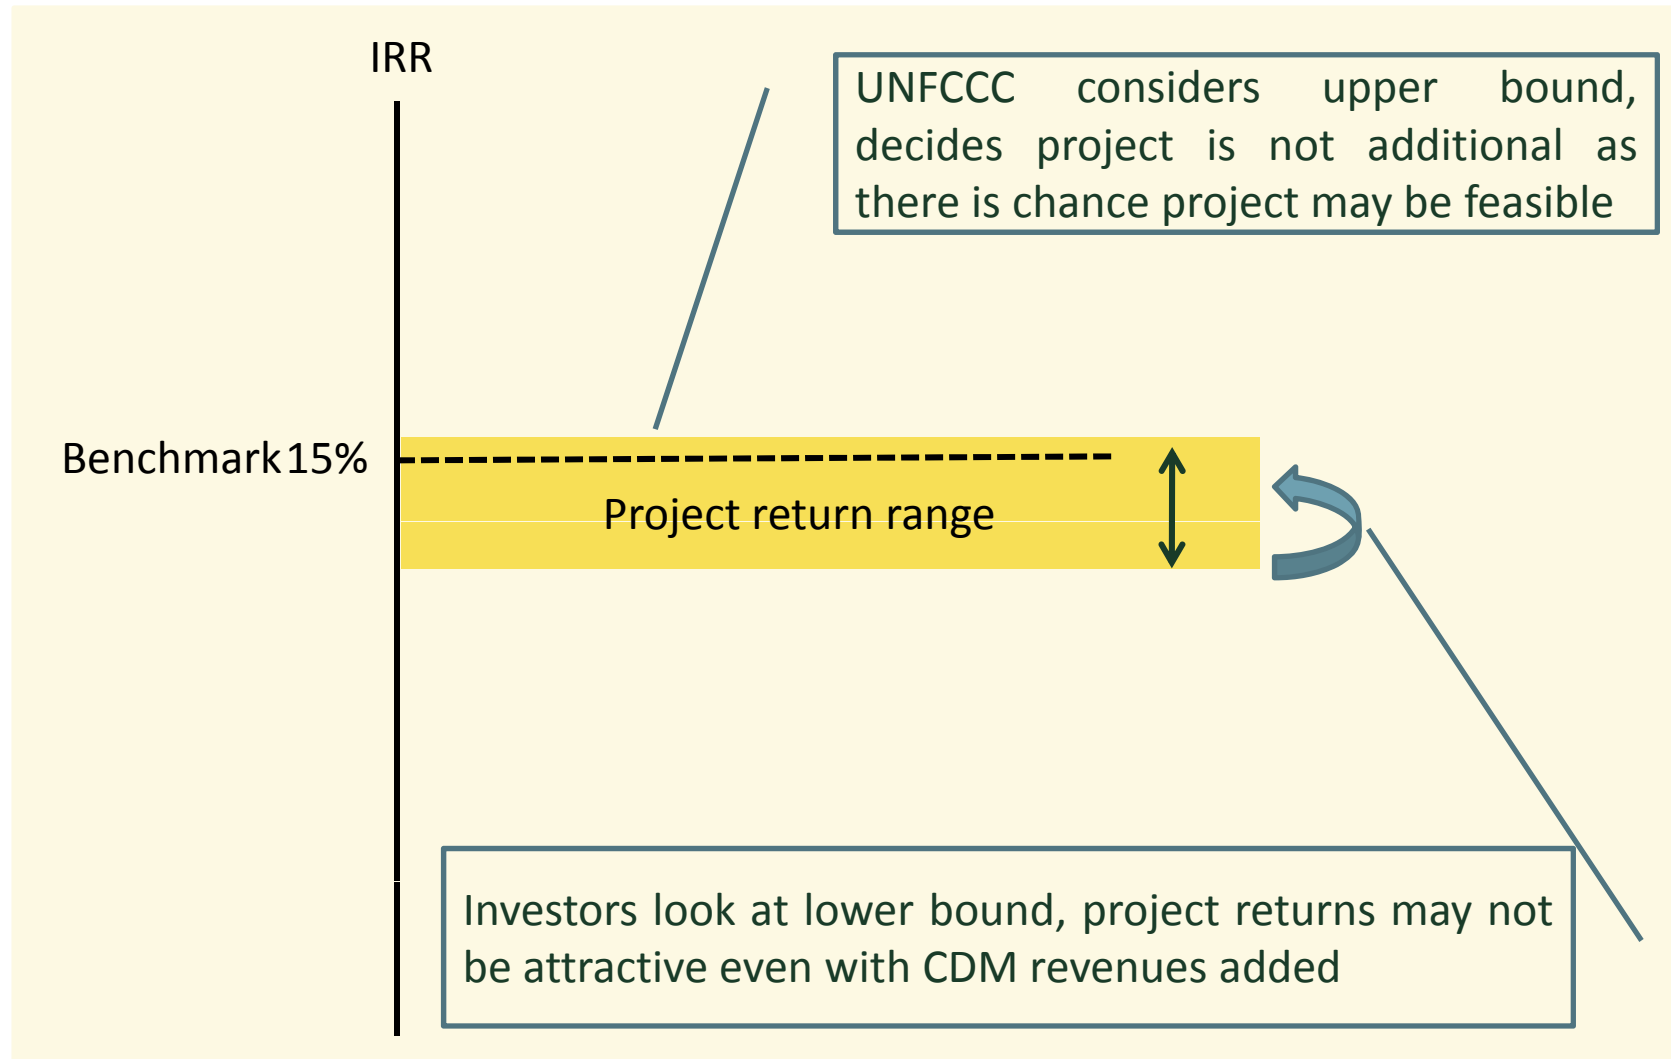 IRR
UNFCCC considers upper bound,
decides project is not additional as
there is chance project may be feasible
Benchmark 15%
Project return range
Investors look at lower bound, project returns may not
be attractive even with CDM revenues added